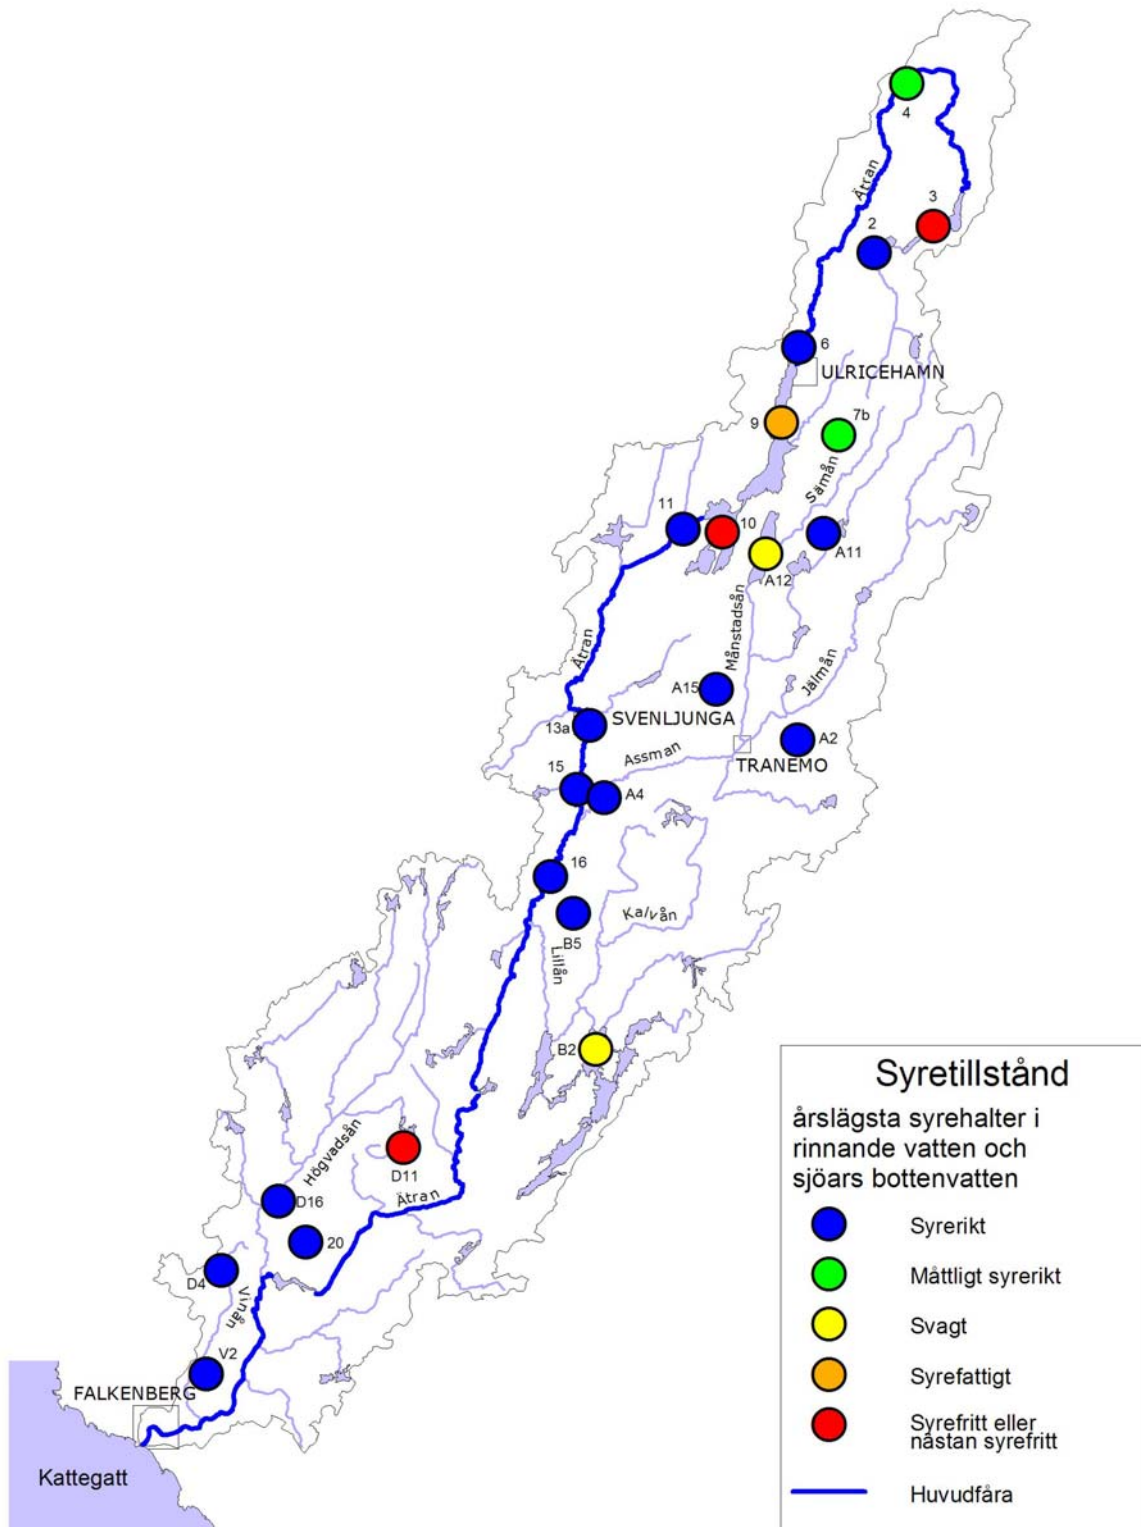 4
Ätran
3
2
6
ULRICEHAMN
9
7b
Sämån
11
10
A11
A12
Månstadsån
Ätran
Jälmån
A15
SVENLJUNGA
13a
A2
Assman
TRANEMO
15
A4
16
Kalvån
B5
Lillån
B2
Högvadsån
D11
Ätran
D16
20
D4
Vinån
V2
FALKENBERG
Kattegatt
Syretillstånd
årslägsta syrehalter i
rinnande vatten och
sjöars bottenvatten
Syrerikt
Måttligt syrerikt
Svagt
Syrefattigt
Syrefritt eller
nästan syrefritt
Huvudfåra